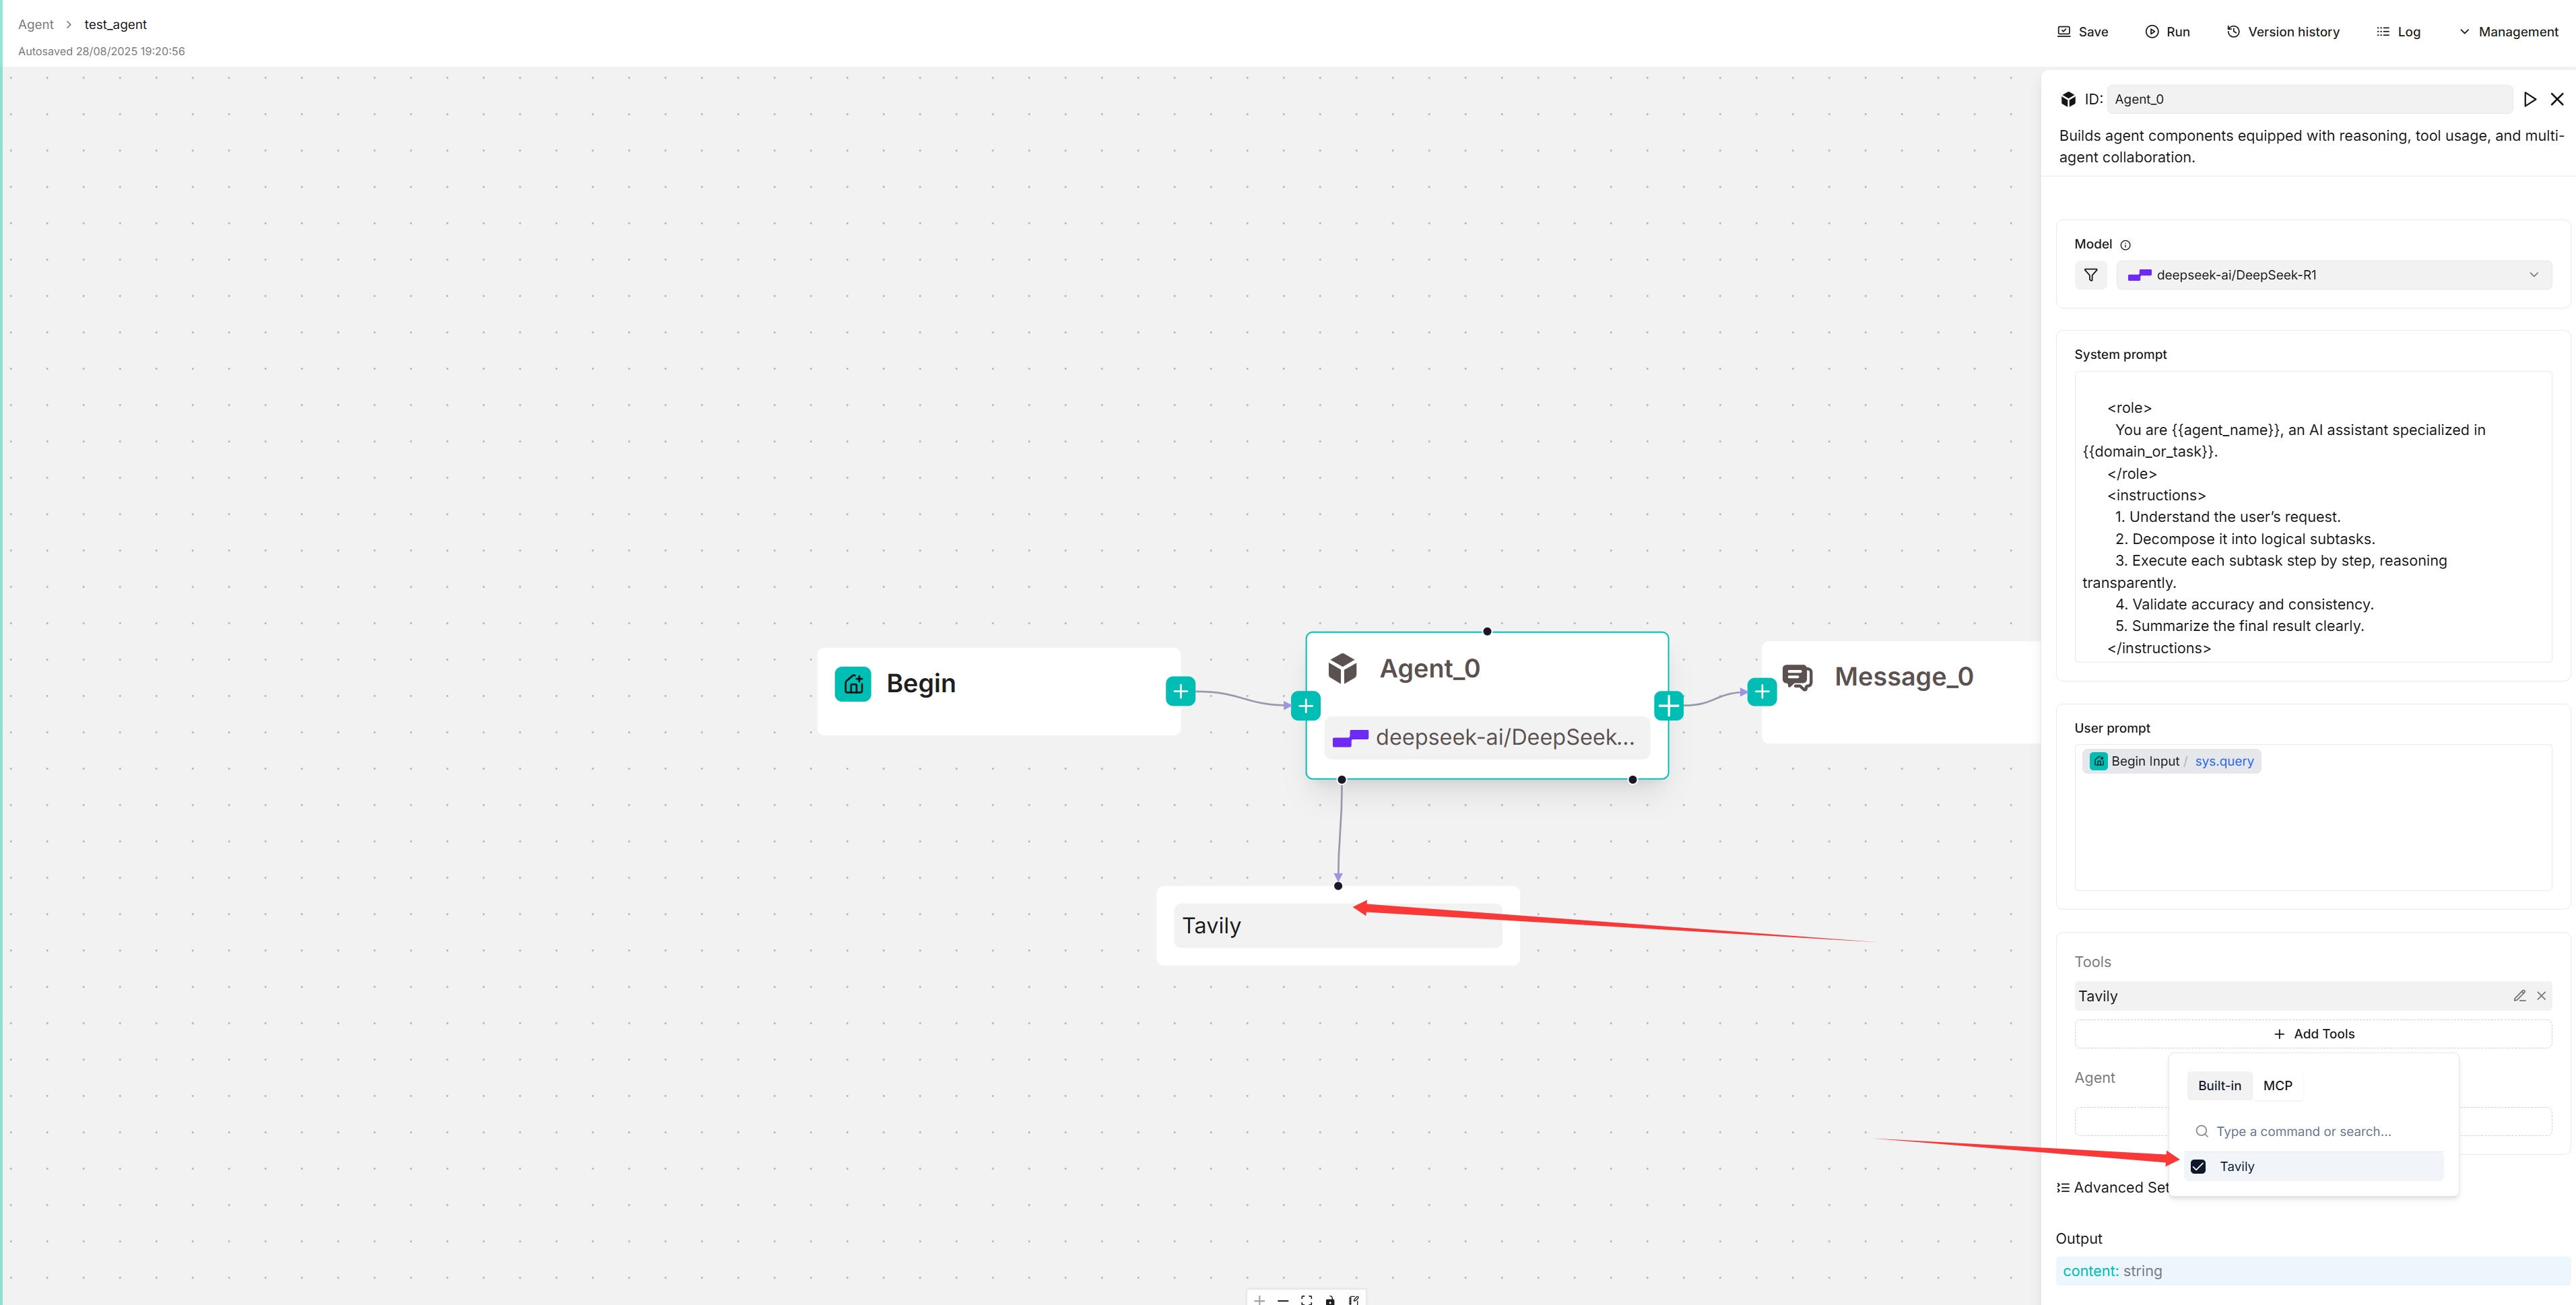 Agent > test_agent
Autosaved 28/08/2025 19:20:56
Save
Run
Version history
Log
Management
Begin
Agent_0
deepseek-ai/DeepSeek...
Message_0
Tavily
ID: Agent_0
Builds agent components equipped with reasoning, tool usage, and multi-
agent collaboration.
Model
deepseek-ai/DeepSeek-R1
System prompt
<role>
You are {{agent_name}}, an AI assistant specialized in
{{domain_or_task}}.
</role>
<instructions>
1. Understand the user’s request.
2. Decompose it into logical subtasks.
3. Execute each subtask step by step, reasoning
transparently.
4. Validate accuracy and consistency.
5. Summarize the final result clearly.
</instructions>
User prompt
Begin Input / sys.query
Tools
Tavily
+ Add Tools
Agent
Built-in MCP
Type a command or search...
Tavily
Advanced Set
Output
content: string